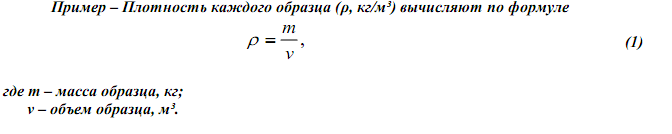 Пример – Плотность каждого образца (ρ, кг/м³) вычисляют по формуле
ρ = m/v, (1)
где m – масса образца, кг;
v – объем образца, м³.